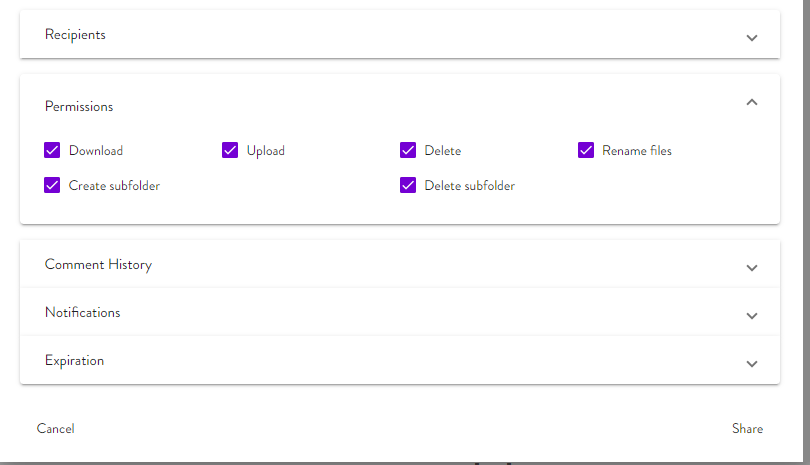 Recipients
Permissions
Download Upload Delete Rename files
Create subfolder Delete subfolder
Comment History
Notifications
Expiration
Cancel Share